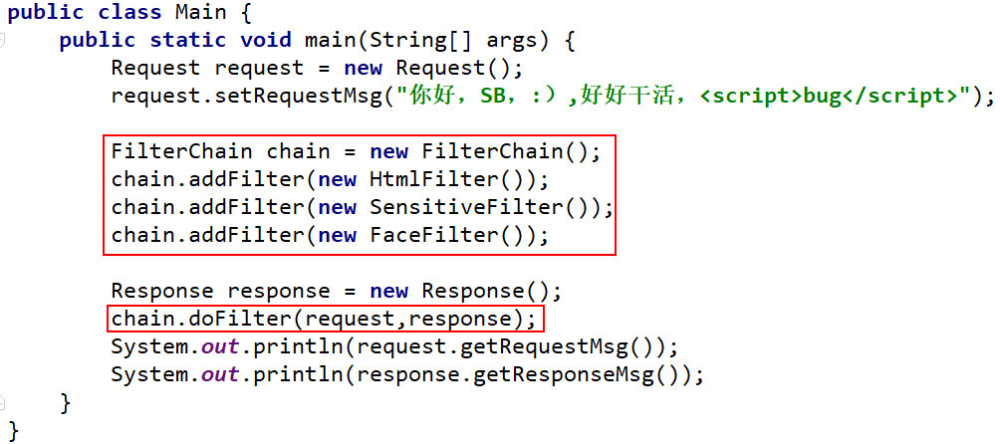 public class Main {
    public static void main(String[] args) {
        Request request = new Request();
        request.setRequestMsg("你好，SB，:）,好好干活，<script>bug</script>");
        FilterChain chain = new FilterChain();
        chain.addFilter(new HtmlFilter());
        chain.addFilter(new SensitiveFilter());
        chain.addFilter(new FaceFilter());
        Response response = new Response();
        chain.doFilter(request,response);
        System.out.println(request.getRequestMsg());
        System.out.println(response.getResponseMsg());
    }
}